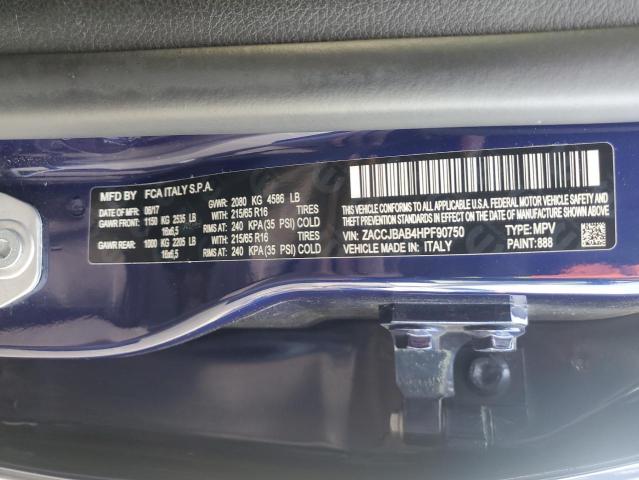 MFD BY FCA ITALY S.P.A.
DATE OF MFR: 06/17 GVWR: 2080 KG 4586 LB
GAWR FRONT: 1150 KG 2535 LB WITH: 215/65 R16 TIRES
16x6,5 RIMS AT: 240 KPA(35 PSI) COLD
GAWR REAR: 1000 KG 2205 LB WITH: 215/65 R16 TIRES
16x6,5 RIMS AT: 240 KPA(35 PSI) COLD
THIS VEHICLE CONFORMS TO ALL APPLICABLE U.S.A. FEDERAL MOTOR VEHICLE SAFETY,
BUMPER, AND THEFT PREVENTION STANDARDS IN EFFECT ON THE DATE OF MANUFACTURE SHOWN ABOVE.
VIN: ZACCJBAB4HPF90750 TYPE: MPV
VEHICLE MADE IN: ITALY PAINT: 888